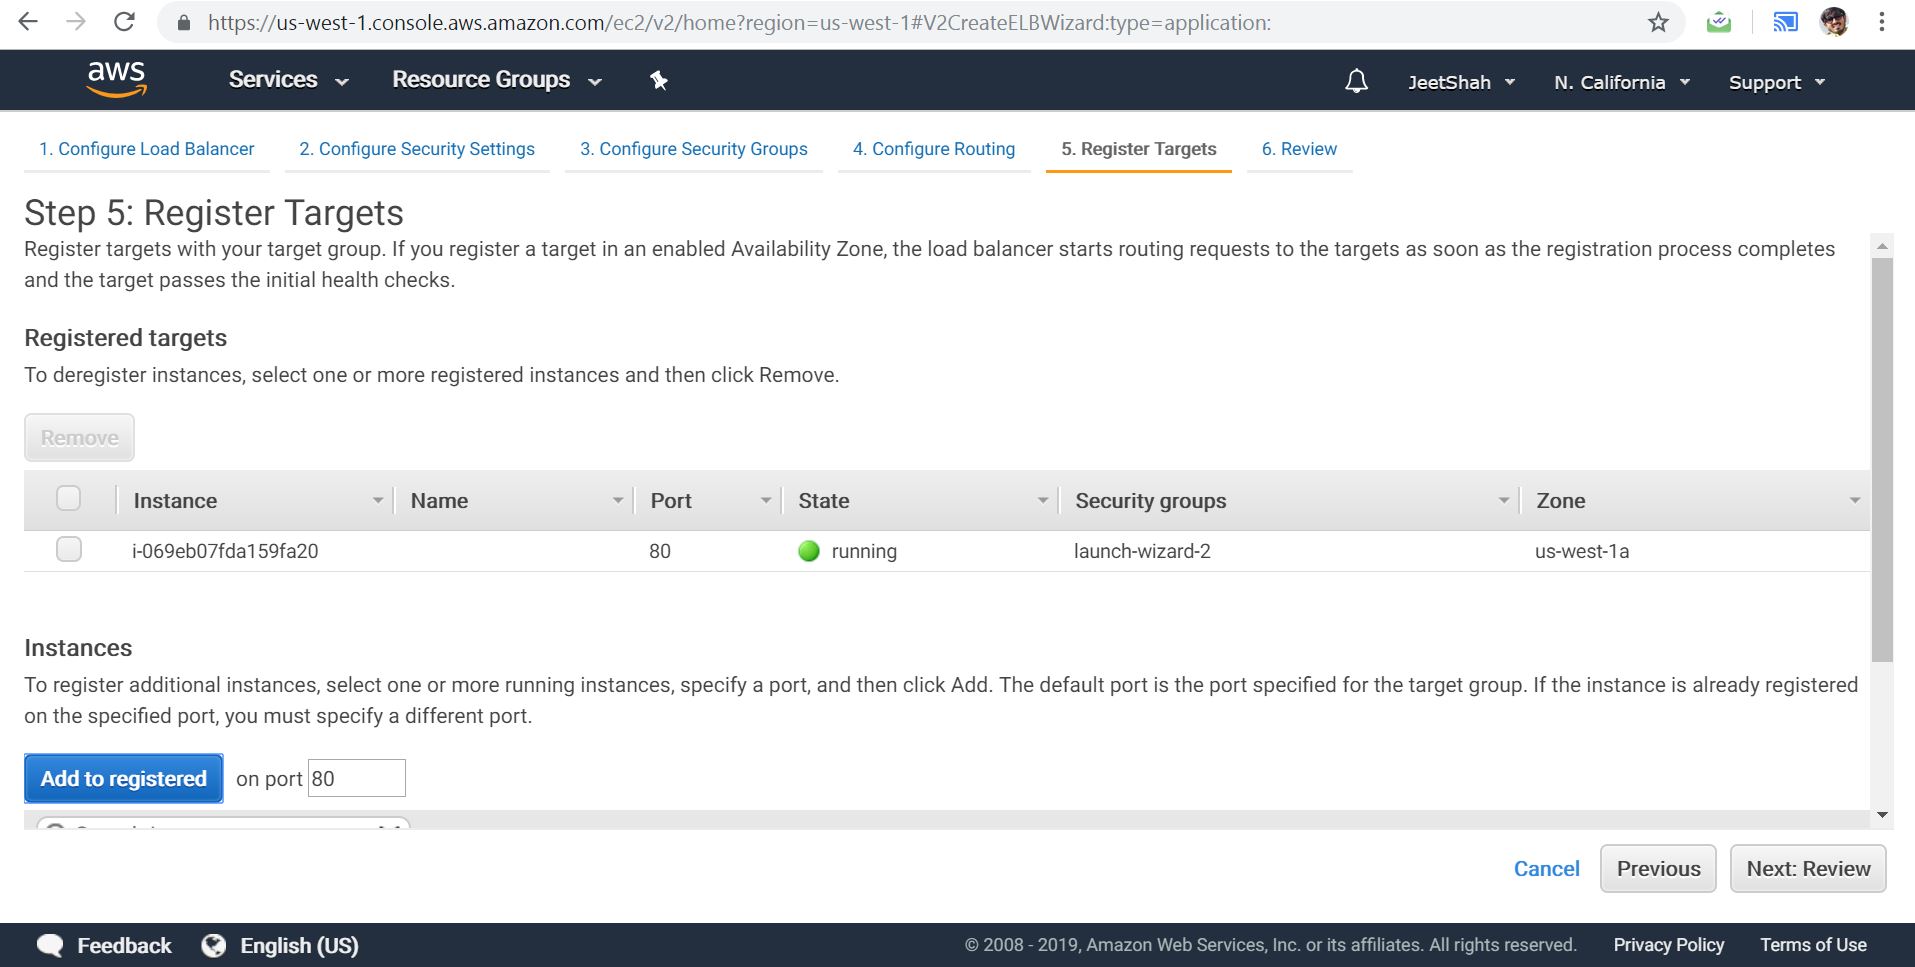 https://us-west-1.console.aws.amazon.com/ec2/v2/home?region=us-west-1#V2CreateELBWizard:type=application:
aws Services Resource Groups JeetShah N. California Support
1. Configure Load Balancer 2. Configure Security Settings 3. Configure Security Groups 4. Configure Routing 5. Register Targets 6. Review
Step 5: Register Targets
Register targets with your target group. If you register a target in an enabled Availability Zone, the load balancer starts routing requests to the targets as soon as the registration process completes
and the target passes the initial health checks.
Registered targets
To deregister instances, select one or more registered instances and then click Remove.
Remove
Instance Name Port State Security groups Zone
i-069eb07fda159fa20 80 running launch-wizard-2 us-west-1a
Instances
To register additional instances, select one or more running instances, specify a port, and then click Add. The default port is the port specified for the target group. If the instance is already registered
on the specified port, you must specify a different port.
Add to registered on port 80
Cancel Previous Next: Review
Feedback English (US) © 2008 - 2019, Amazon Web Services, Inc. or its affiliates. All rights reserved. Privacy Policy Terms of Use